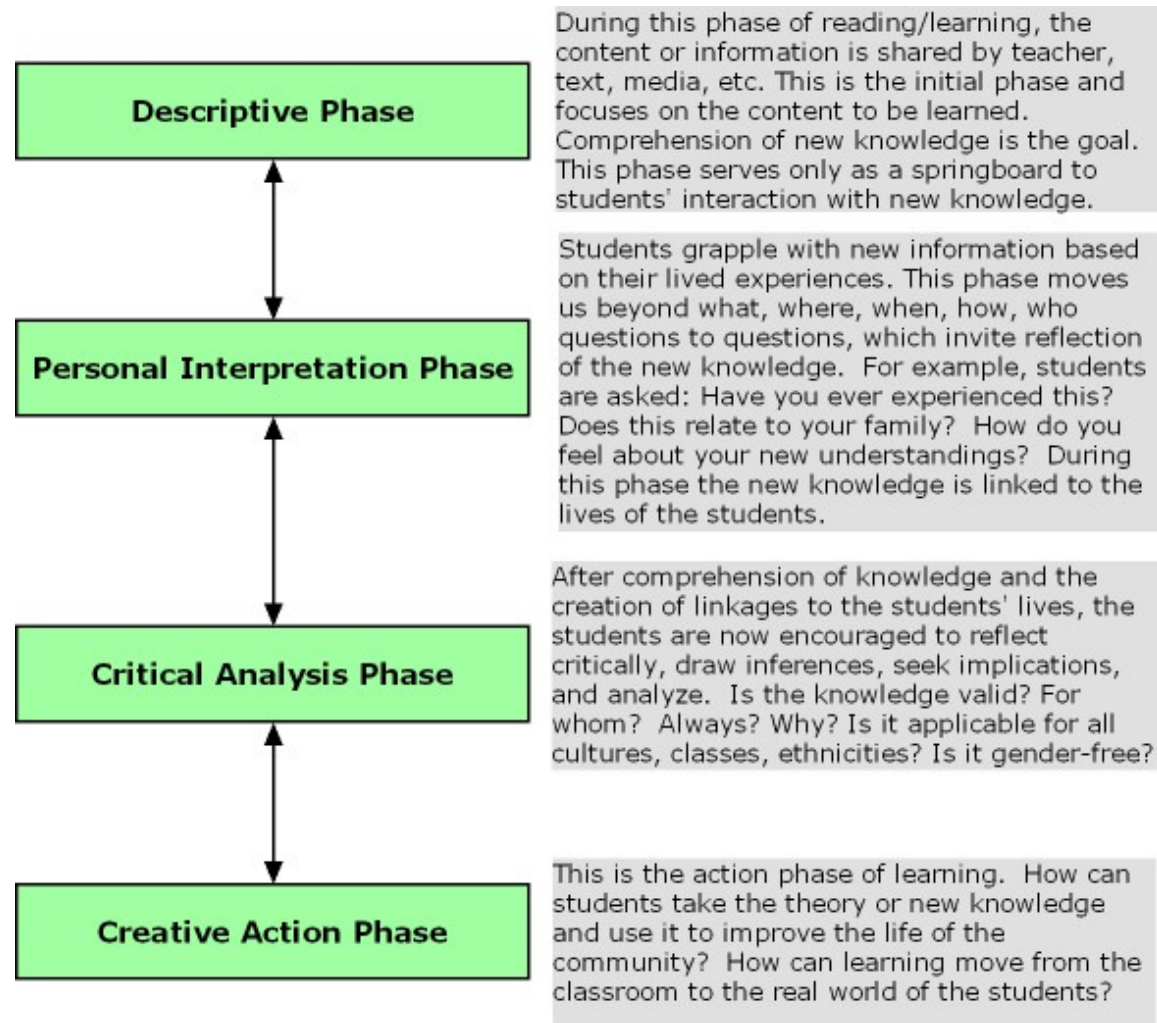 During this phase of reading/learning, the
content or information is shared by teacher,
text, media, etc. This is the initial phase and
focuses on the content to be learned.
Comprehension of new knowledge is the goal.
This phase serves only as a springboard to
students' interaction with new knowledge.
Descriptive Phase
Students grapple with new information based
on their lived experiences. This phase moves
us beyond what, where, when, how, who
questions to questions, which invite reflection
of the new knowledge.  For example, students
are asked: Have you ever experienced this?
Does this relate to your family?  How do you
feel about your new understandings?  During
this phase the new knowledge is linked to the
lives of the students.
Personal Interpretation Phase
After comprehension of knowledge and the
creation of linkages to the students' lives, the
students are now encouraged to reflect
critically, draw inferences, seek implications,
and analyze.  Is the knowledge valid? For
whom?  Always? Why? Is it applicable for all
cultures, classes, ethnicities? Is it gender-free?
Critical Analysis Phase
This is the action phase of learning.  How can
students take the theory or new knowledge
and use it to improve the life of the
community?  How can learning move from the
classroom to the real world of the students?
Creative Action Phase